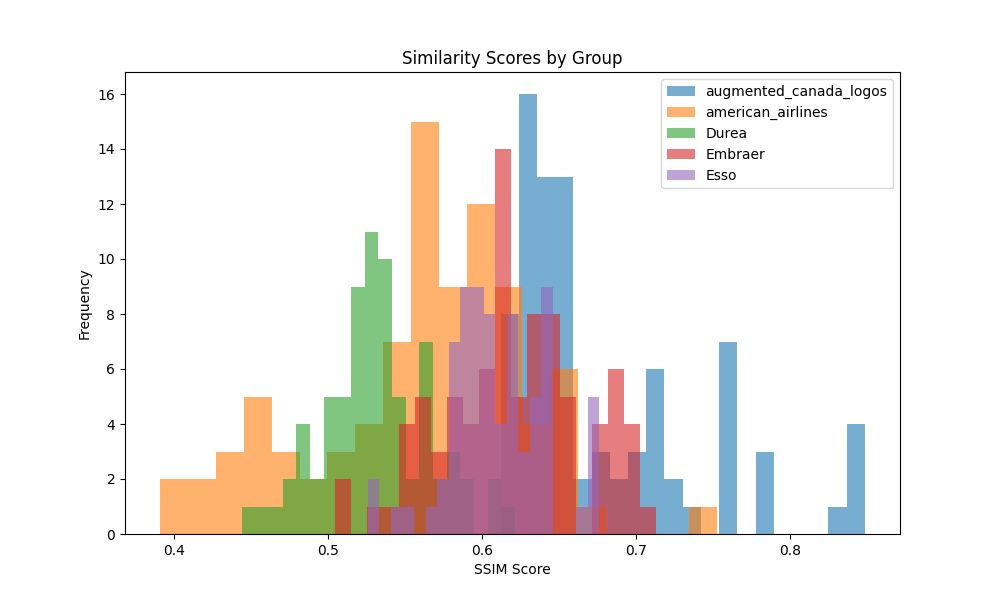 Similarity Scores by Group
augmented_canada_logos
american_airlines
Durea
Embraer
Esso
Frequency
16
14
12
10
8
6
4
2
0
0.4 0.5 0.6 0.7 0.8
SSIM Score